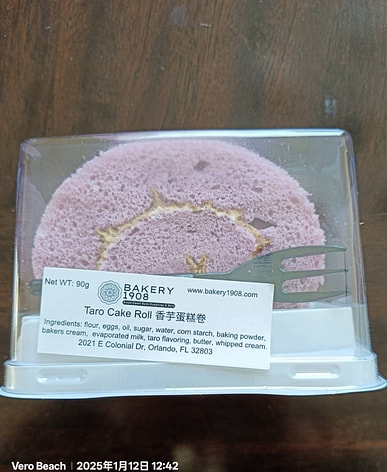 Net WT: 90g
BAKERY
1908
www.bakery1908.com
Taro Cake Roll 香芋蛋糕卷
Ingredients: flour, eggs, oil, sugar, water, corn starch, baking powder,
bakers cream, evaporated milk, taro flavoring, butter, whipped cream.
2021 E Colonial Dr, Orlando, FL 32803
Vero Beach | 2025年1月12日 12:42